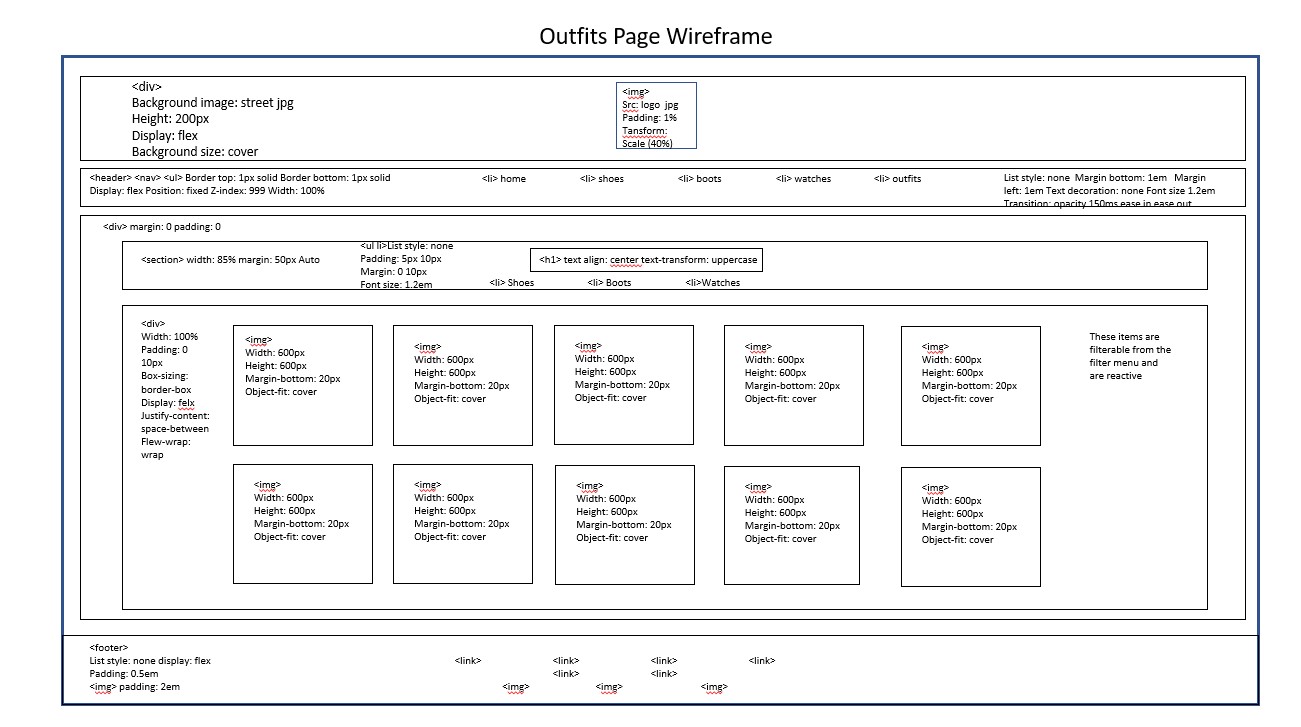 Outfits Page Wireframe
<div>
Background image: street jpg
Height: 200px
Display: flex
Background size: cover
<img>
Src: logo jpg
Padding: 1%
Tansform:
Scale (40%)
<header> <nav> <ul> Border top: 1px solid Border bottom: 1px solid
Display: flex Position: fixed Z-index: 999 Width: 100%
<li> home
<li> shoes
<li> boots
<li> watches
<li> outfits
List style: none Margin bottom: 1em Margin
left: 1em Text decoration: none Font size 1.2em
Transition: opacity 150ms ease in ease out
<div> margin: 0 padding: 0
<section> width: 85% margin: 50px Auto
<ul li>List style: none
Padding: 5px 10px
Margin: 0 10px
Font size: 1.2em
<h1> text align: center text-transform: uppercase
<li> Shoes
<li> Boots
<li>Watches
<div>
Width: 100%
Padding: 0
10px
Box-sizing:
border-box
Display: felx
Justify-content:
space-between
Flew-wrap:
wrap
<img>
Width: 600px
Height: 600px
Margin-bottom: 20px
Object-fit: cover
<img>
Width: 600px
Height: 600px
Margin-bottom: 20px
Object-fit: cover
<img>
Width: 600px
Height: 600px
Margin-bottom: 20px
Object-fit: cover
<img>
Width: 600px
Height: 600px
Margin-bottom: 20px
Object-fit: cover
<img>
Width: 600px
Height: 600px
Margin-bottom: 20px
Object-fit: cover
These items are
filterable from the
filter menu and
are reactive
<img>
Width: 600px
Height: 600px
Margin-bottom: 20px
Object-fit: cover
<img>
Width: 600px
Height: 600px
Margin-bottom: 20px
Object-fit: cover
<img>
Width: 600px
Height: 600px
Margin-bottom: 20px
Object-fit: cover
<img>
Width: 600px
Height: 600px
Margin-bottom: 20px
Object-fit: cover
<img>
Width: 600px
Height: 600px
Margin-bottom: 20px
Object-fit: cover
<footer>
List style: none display: flex
Padding: 0.5em
<img> padding: 2em
<link> <link> <link> <link>
<link> <link>
<img> <img> <img>